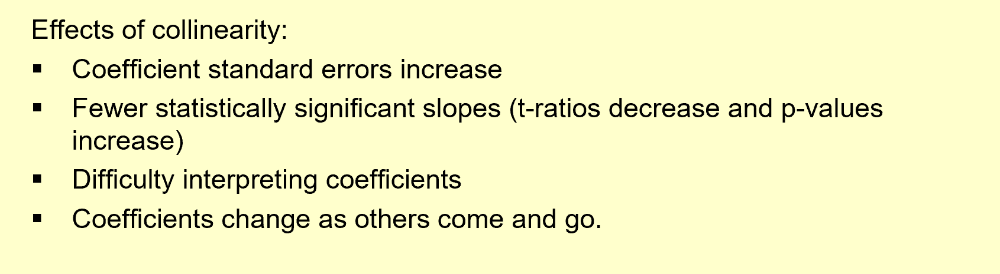 Effects of collinearity:
▪ Coefficient standard errors increase
▪ Fewer statistically significant slopes (t-ratios decrease and p-values
increase)
▪ Difficulty interpreting coefficients
▪ Coefficients change as others come and go.